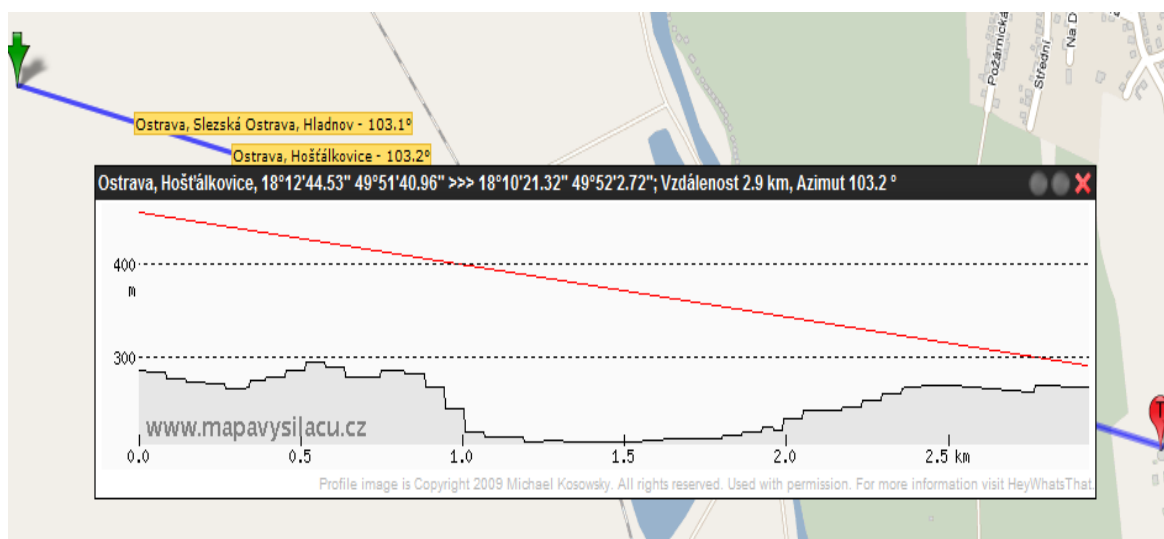 Požárnická
Střední
Na D
Ostrava, Slezská Ostrava, Hladnov - 103.1º
Ostrava, Hošťálkovice - 103.2º
Ostrava, Hošťálkovice, 18°12'44.53" 49°51'40.96" >>> 18°10'21.32" 49°52'2.72"; Vzdálenost 2.9 km, Azimut 103.2 °
400
m
300
www.mapavysilacu.cz
0.0 0.5 1.0 1.5 2.0 2.5 km
T
Profile image is Copyright 2009 Michael Kosowsky. All rights reserved. Used with permission. For more information visit HeyWhatsThat.